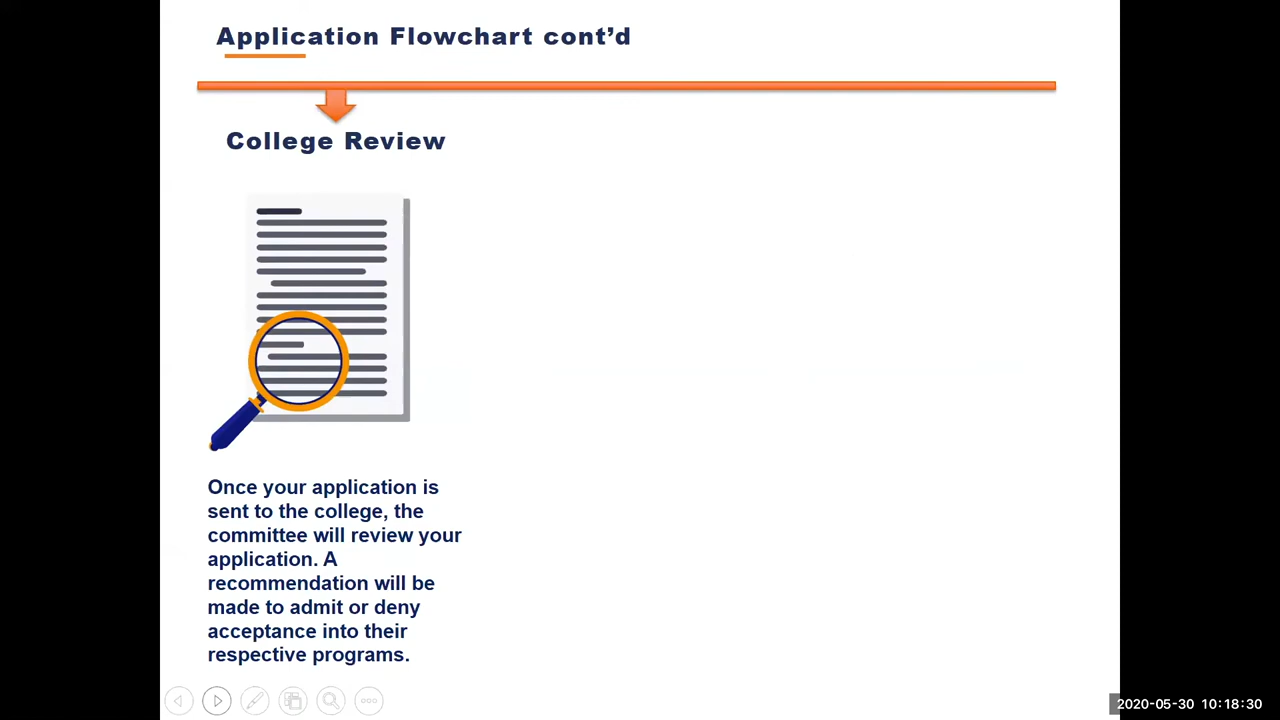 Application Flowchart cont’d
College Review
Once your application is
sent to the college, the
committee will review your
application. A
recommendation will be
made to admit or deny
acceptance into their
respective programs.
2020-05-30 10:18:30